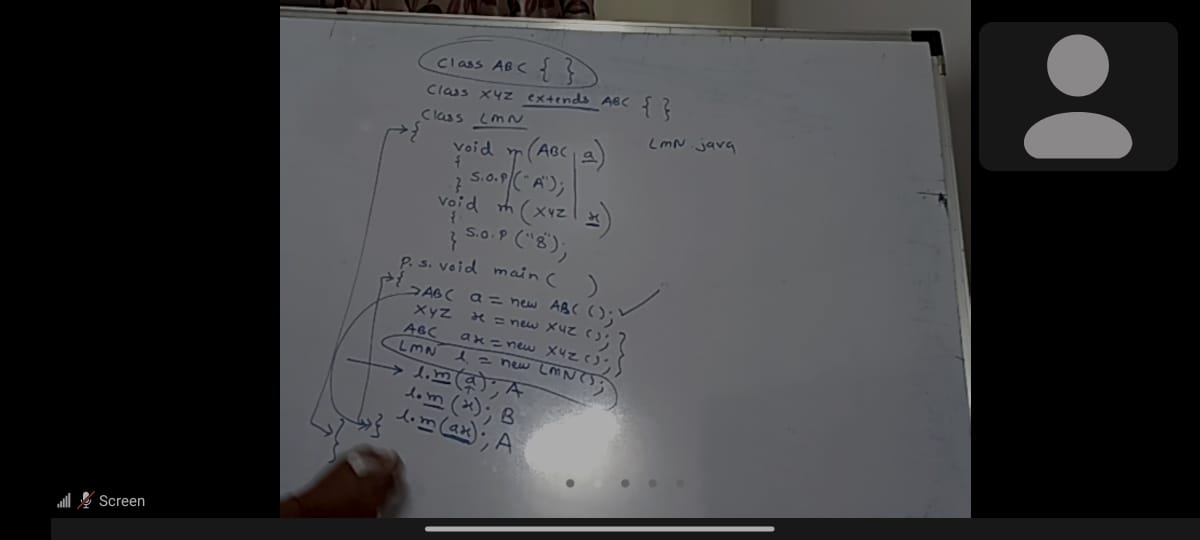 class ABC { }
class XYZ extends ABC { }
class LMN
{
LMN.java
void m(ABC a)
{
} S.O.P("A");
void m(XYZ x)
{
} S.O.P("B");
p.s.void main( )
{
ABC a = new ABC();
XYZ x = new XYZ();
ABC ax = new XYZ();
LMN l = new LMN();
l.m(a); A
l.m(x); B
l.m(ax); A
}
}
Screen